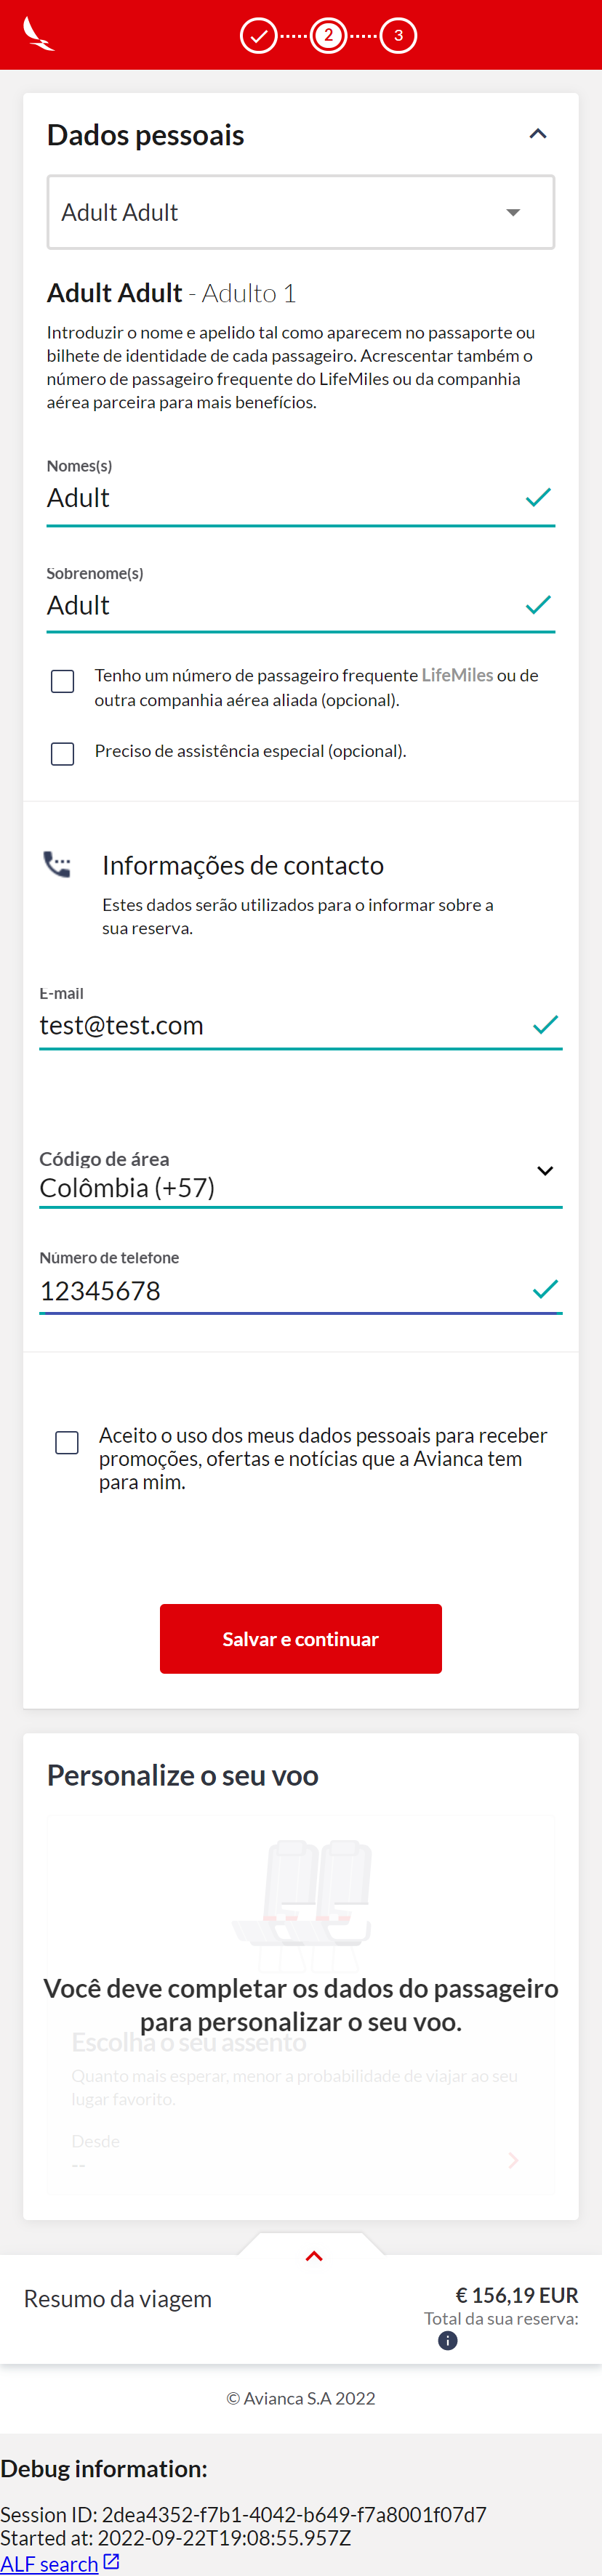 2
3
Dados pessoais
Adult Adult
Adult Adult - Adulto 1
Introduzir o nome e apelido tal como aparecem no passaporte ou
bilhete de identidade de cada passageiro. Acrescentar também o
número de passageiro frequente do LifeMiles ou da companhia
aérea parceira para mais benefícios.
Nomes(s)
Adult
Sobrenome(s)
Adult
Tenho um número de passageiro frequente LifeMiles ou de
outra companhia aérea aliada (opcional).
Preciso de assistência especial (opcional).
Informações de contacto
Estes dados serão utilizados para o informar sobre a
sua reserva.
E-mail
test@test.com
Código de área
Colômbia (+57)
Número de telefone
12345678
Aceito o uso dos meus dados pessoais para receber
promoções, ofertas e notícias que a Avianca tem
para mim.
Salvar e continuar
Personalize o seu voo
Você deve completar os dados do passageiro
para personalizar o seu voo.
Escolha o seu assento
Quanto mais esperar, menor a probabilidade de viajar ao seu
lugar favorito.
Desde
--
Resumo da viagem
€ 156,19 EUR
Total da sua reserva:
© Avianca S.A 2022
Debug information:
Session ID: 2dea4352-f7b1-4042-b649-f7a8001f07d7
Started at: 2022-09-22T19:08:55.957Z
ALF search